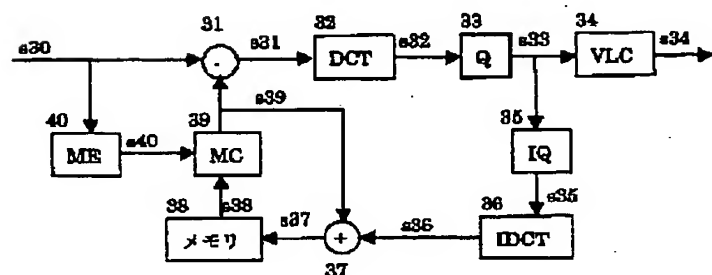 31
32
33
34
s30
s31
DCT
s32
Q
s33
VLC
s34
-
s39
40
39
35
ME
s40
MC
IQ
38
s38
s37
s36
36
s35
メモリ
+
IDCT
37